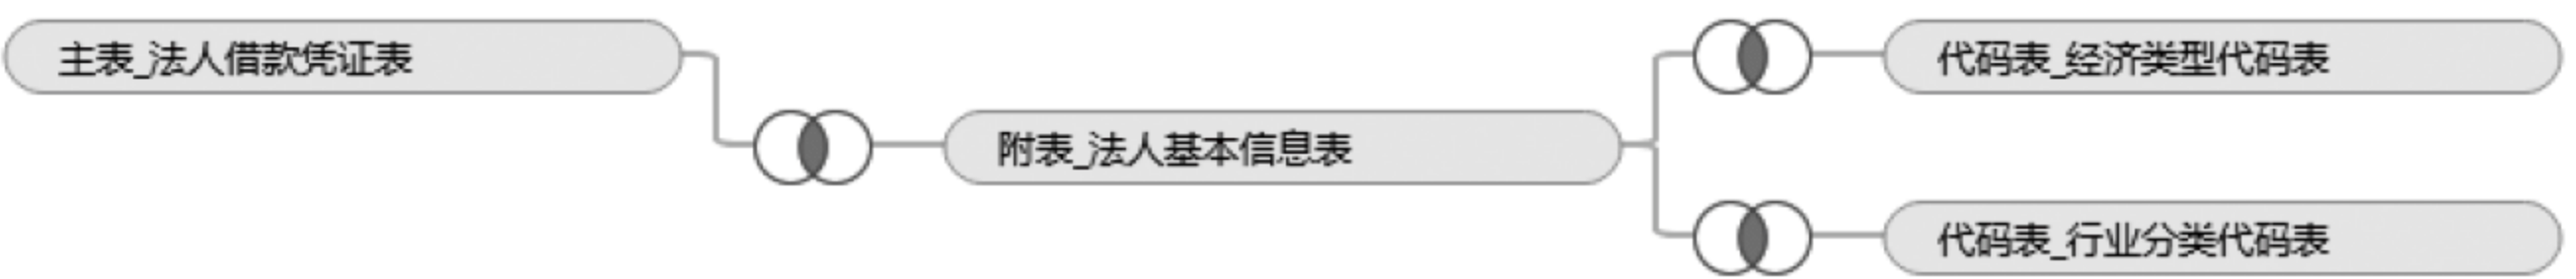 主表_法人借款凭证表
附表_法人基本信息表
代码表_经济类型代码表
代码表_行业分类代码表